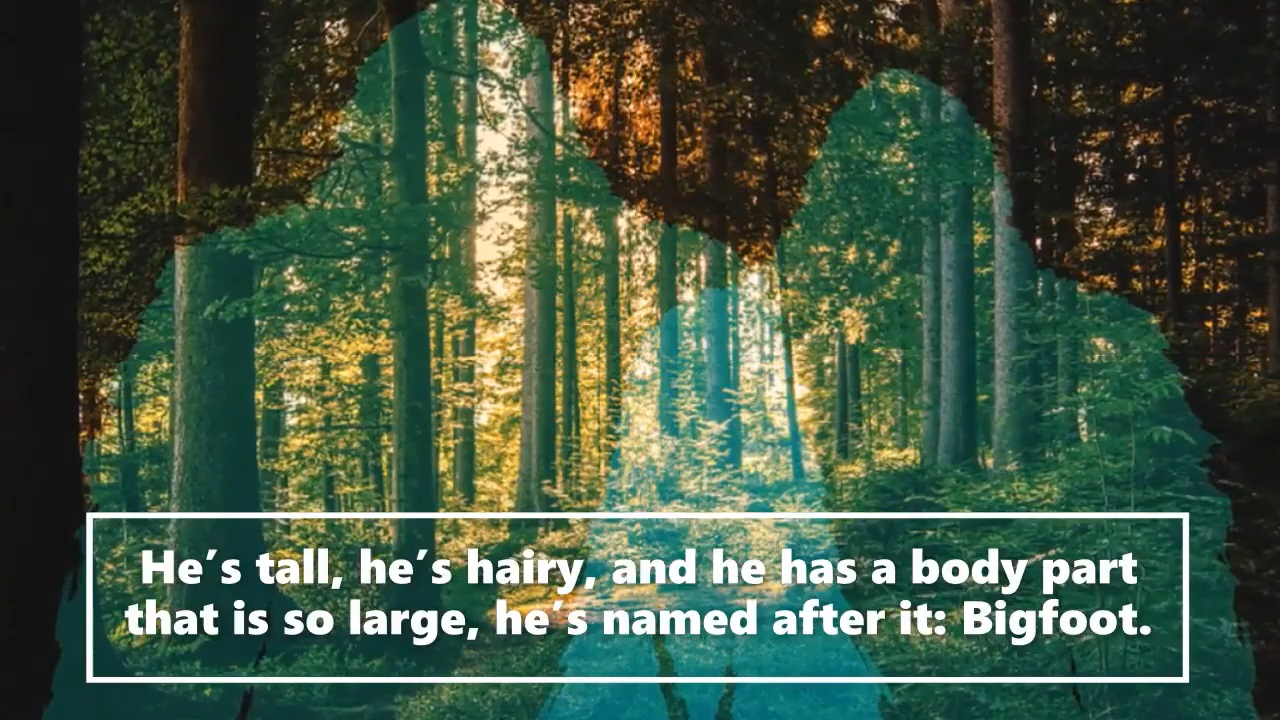 He’s tall, he’s hairy, and he has a body part
that is so large, he’s named after it: Bigfoot.